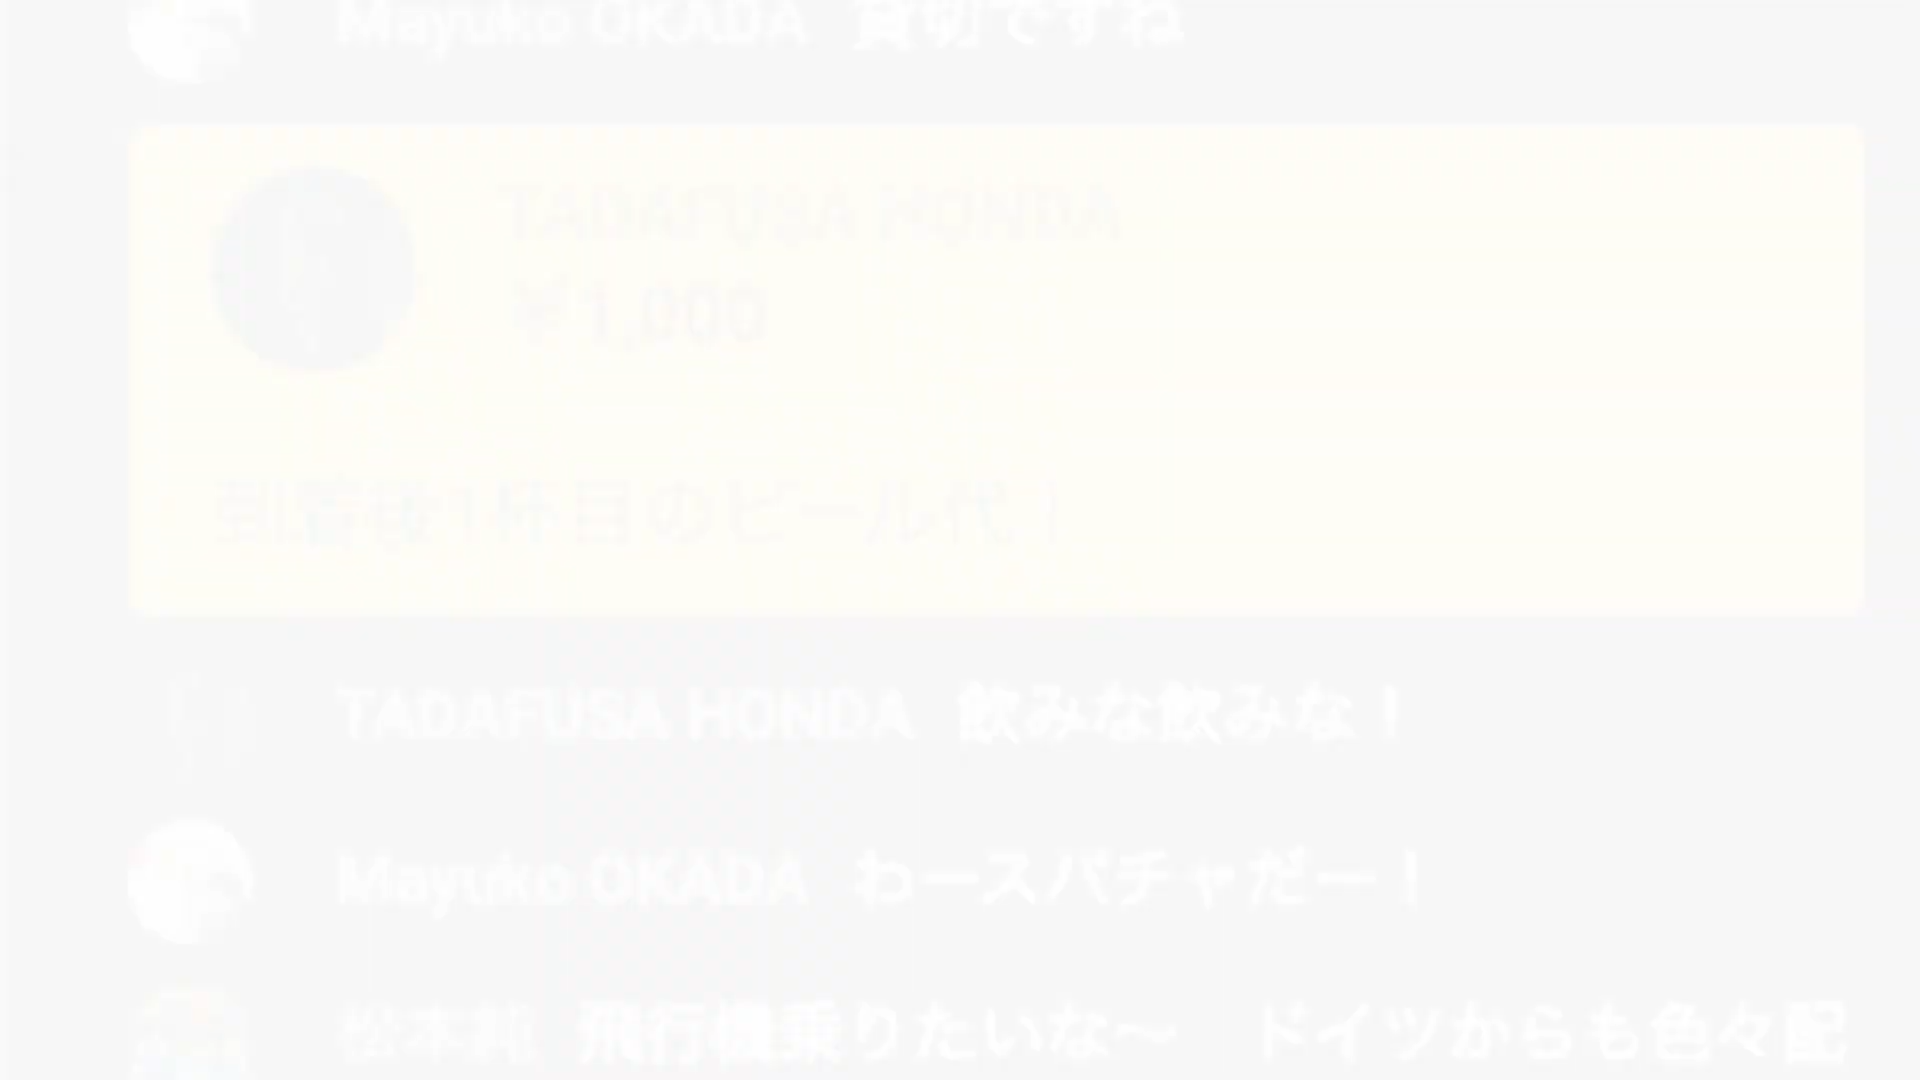 Mayuko OKADA 貸切ですね
TADAFUSA HONDA
￥1,000
到着後1杯目のビール代！
TADAFUSA HONDA 飲みな飲みな！
Mayuko OKADA わースパチャだー！
松本純 飛行機乗りたいな〜　ドイツからも色々配